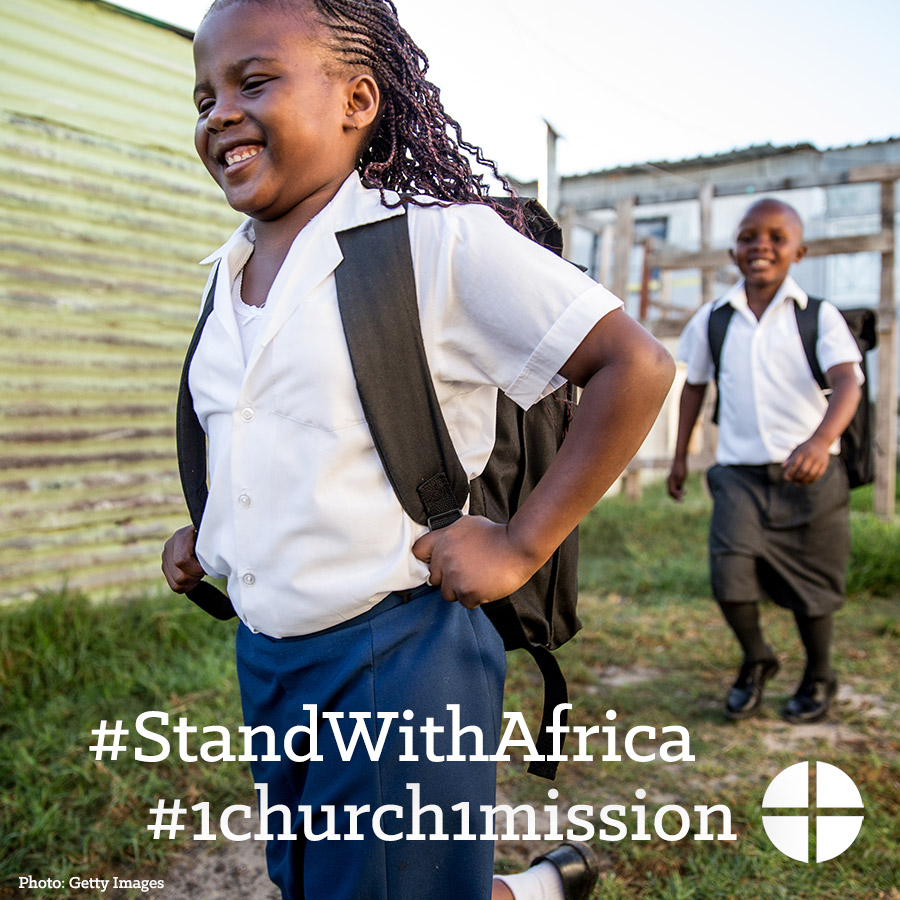 #StandWithAfrica
#1church1mission
Photo: Getty Images